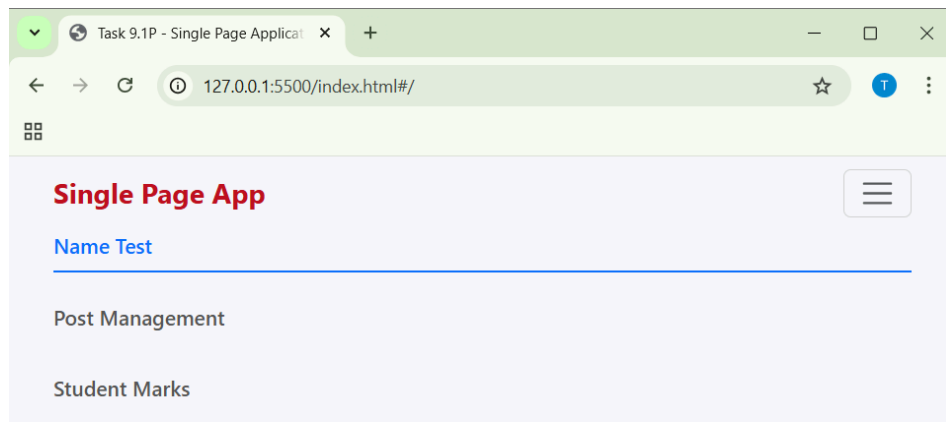 Task 9.1P - Single Page Applicat
127.0.0.1:5500/index.html#/
T
Single Page App
Name Test
Post Management
Student Marks